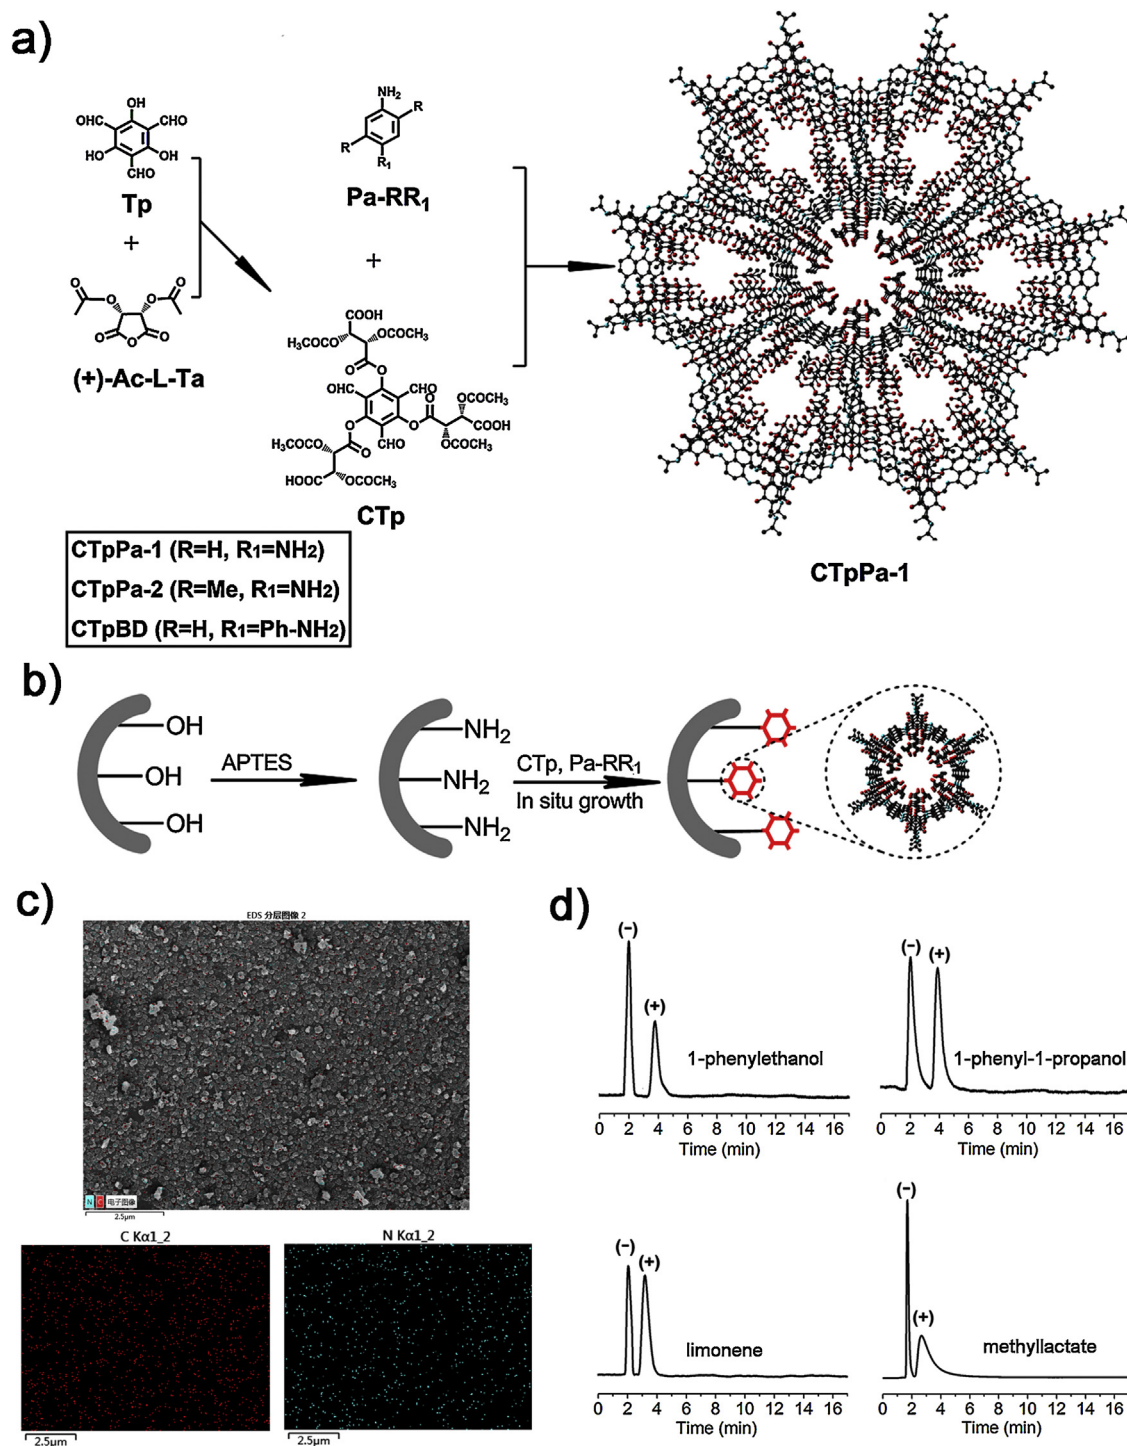 a)
OH
OHC
CHO
HO
OH
CHO
Tp
+
O
O
O
O
O
O
O
(+)-Ac-L-Ta
NH2
R
R
R1
Pa-RR1
+
COOH
H3COCO
OCOCH3
O
O
OHC
CHO
O
OCOCH3
O
COOH
H3COCO
O
O
CHO
OCOCH3
H3COCO
HOOC
OCOCH3
CTp
CTpPa-1 (R=H, R1=NH2)
CTpPa-2 (R=Me, R1=NH2)
CTpBD (R=H, R1=Ph-NH2)
CTpPa-1
b)
OH
OH
OH
APTES
NH2
NH2
NH2
CTp, Pa-RR1
In situ growth
c)
EDS 分层图像 2
N C 电子图像
2.5μm
C Kα1_2
N Kα1_2
2.5μm
2.5μm
d)
(-)
(+)
1-phenylethanol
0 2 4 6 8 10 12 14 16
Time (min)
(-)
(+)
1-phenyl-1-propanol
0 2 4 6 8 10 12 14 16
Time (min)
(-)
(+)
limonene
0 2 4 6 8 10 12 14 16
Time (min)
(-)
(+)
methyllactate
0 2 4 6 8 10 12 14 16
Time (min)